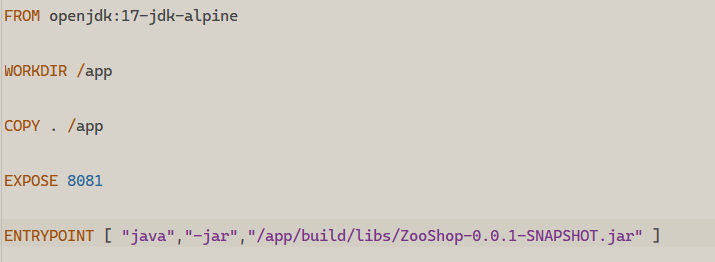 FROM openjdk:17-jdk-alpine
WORKDIR /app
COPY . /app
EXPOSE 8081
ENTRYPOINT [ "java","-jar","/app/build/libs/ZooShop-0.0.1-SNAPSHOT.jar" ]